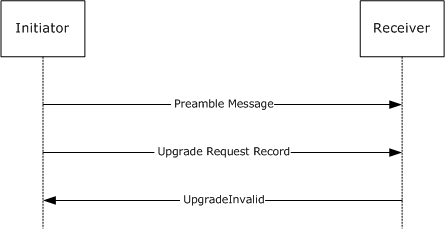 Initiator
Receiver
Preamble Message
Upgrade Request Record
UpgradeInvalid